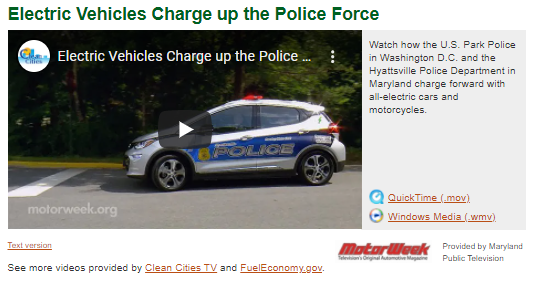 Electric Vehicles Charge up the Police Force
Electric Vehicles Charge up the Police ...
Cities
POLICE
motorweek.org
Watch how the U.S. Park Police
in Washington D.C. and the
Hyattsville Police Department in
Maryland charge forward with
all-electric cars and
motorcycles.
QuickTime (.mov)
Windows Media (.wmv)
Text version
MotorWeek
Television's Original Automotive Magazine
Provided by Maryland
Public Television
See more videos provided by Clean Cities TV and FuelEconomy.gov.